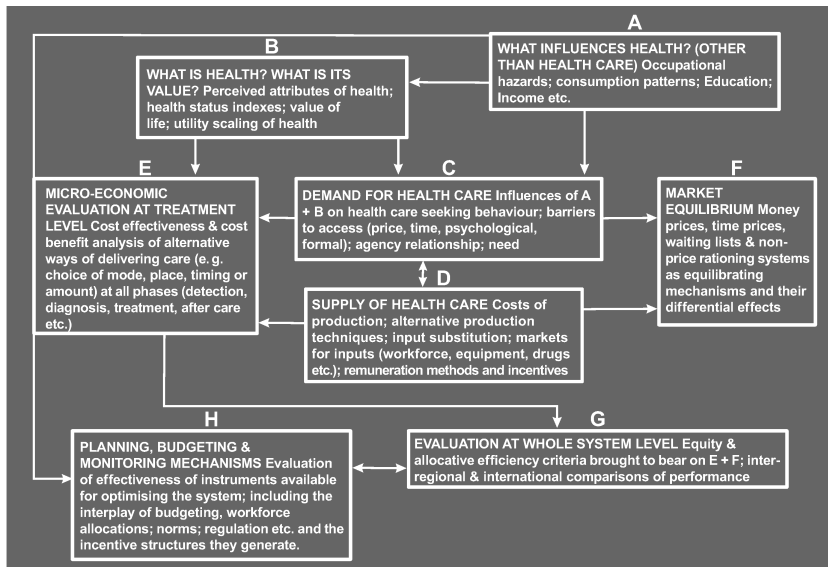 A
WHAT INFLUENCES HEALTH? (OTHER
THAN HEALTH CARE) Occupational
hazards; consumption patterns; Education;
Income etc.
B
WHAT IS HEALTH? WHAT IS ITS
VALUE? Perceived attributes of health;
health status indexes; value of
life; utility scaling of health
C
DEMAND FOR HEALTH CARE Influences of A
+ B on health care seeking behaviour; barriers
to access (price, time, psychological,
formal); agency relationship; need
D
SUPPLY OF HEALTH CARE Costs of
production; alternative production
techniques; input substitution; markets
for inputs (workforce, equipment, drugs
etc.); remuneration methods and incentives
E
MICRO-ECONOMIC
EVALUATION AT TREATMENT
LEVEL Cost effectiveness & cost
benefit analysis of alternative
ways of delivering care (e. g.
choice of mode, place, timing or
amount) at all phases (detection,
diagnosis, treatment, after care
etc.)
F
MARKET
EQUILIBRIUM Money
prices, time prices,
waiting lists & non-
price rationing systems
as equilibrating
mechanisms and their
differential effects
G
EVALUATION AT WHOLE SYSTEM LEVEL Equity &
allocative efficiency criteria brought to bear on E + F; inter-
regional & international comparisons of performance
H
PLANNING, BUDGETING &
MONITORING MECHANISMS Evaluation
of effectiveness of instruments available
for optimising the system; including the
interplay of budgeting, workforce
allocations; norms; regulation etc. and the
incentive structures they generate.